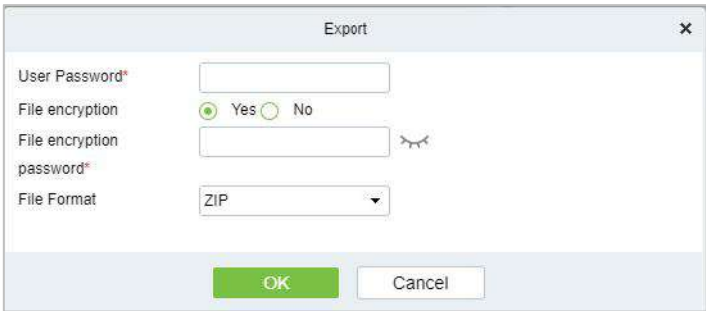 Export
User Password*
File encryption Yes No
File encryption
password*
File Format ZIP
OK Cancel